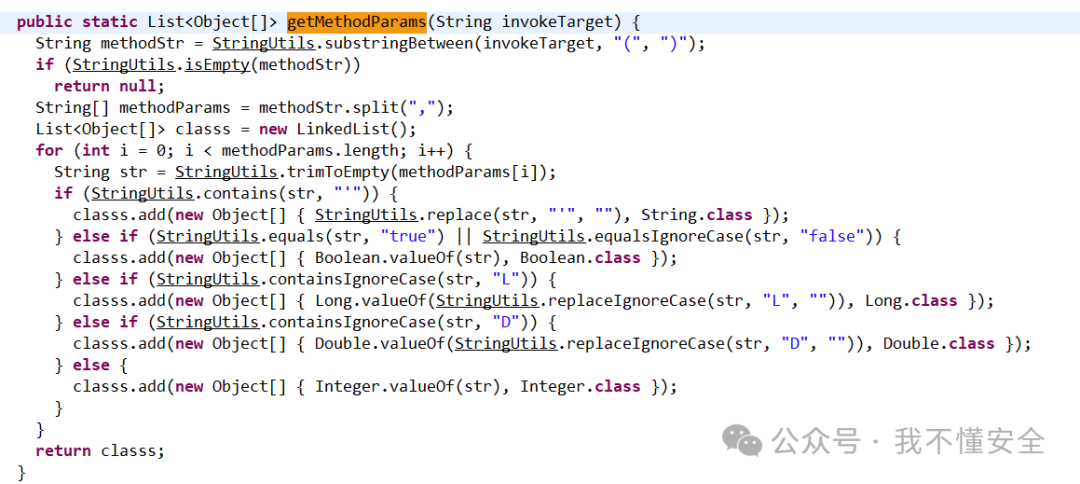 public static List<Object[]> getMethodParams(String invokeTarget) {
  String methodStr = StringUtils.substringBetween(invokeTarget, "(", ")");
  if (StringUtils.isEmpty(methodStr))
    return null;
  String[] methodParams = methodStr.split(",");
  List<Object[]> classs = new LinkedList();
  for (int i = 0; i < methodParams.length; i++) {
    String str = StringUtils.trimToEmpty(methodParams[i]);
    if (StringUtils.contains(str, "'")) {
      classs.add(new Object[] { StringUtils.replace(str, "'", ""), String.class });
    } else if (StringUtils.equals(str, "true") || StringUtils.equalsIgnoreCase(str, "false")) {
      classs.add(new Object[] { Boolean.valueOf(str), Boolean.class });
    } else if (StringUtils.containsIgnoreCase(str, "L")) {
      classs.add(new Object[] { Long.valueOf(StringUtils.replaceIgnoreCase(str, "L", "")), Long.class });
    } else if (StringUtils.containsIgnoreCase(str, "D")) {
      classs.add(new Object[] { Double.valueOf(StringUtils.replaceIgnoreCase(str, "D", "")), Double.class });
    } else {
      classs.add(new Object[] { Integer.valueOf(str), Integer.class });
    }
  }
  return classs;
}
公众号 · 我不懂安全